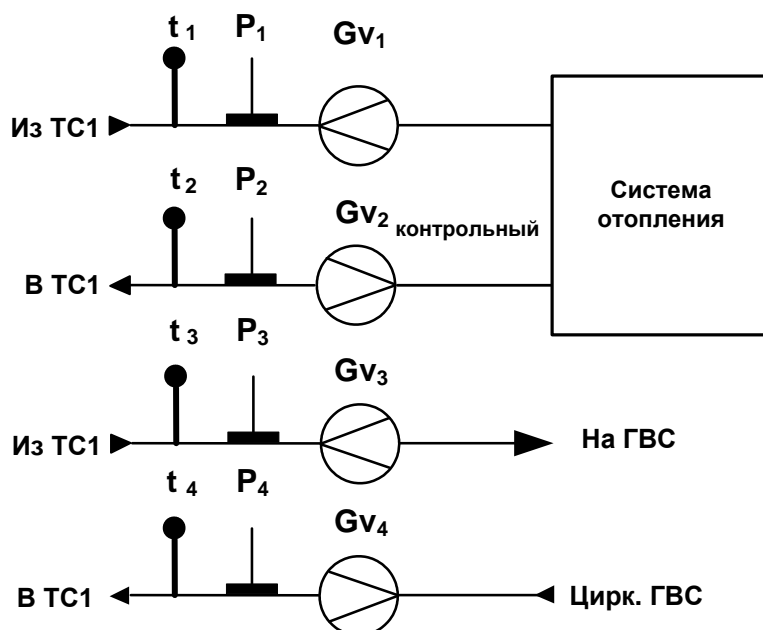 t 1 P1 Gv1
Из ТС1
Система
отопления
t 2 P2 Gv2 контрольный
В ТС1
t 3 P3 Gv3
Из ТС1
На ГВС
t 4 P4 Gv4
В ТС1
Цирк. ГВС